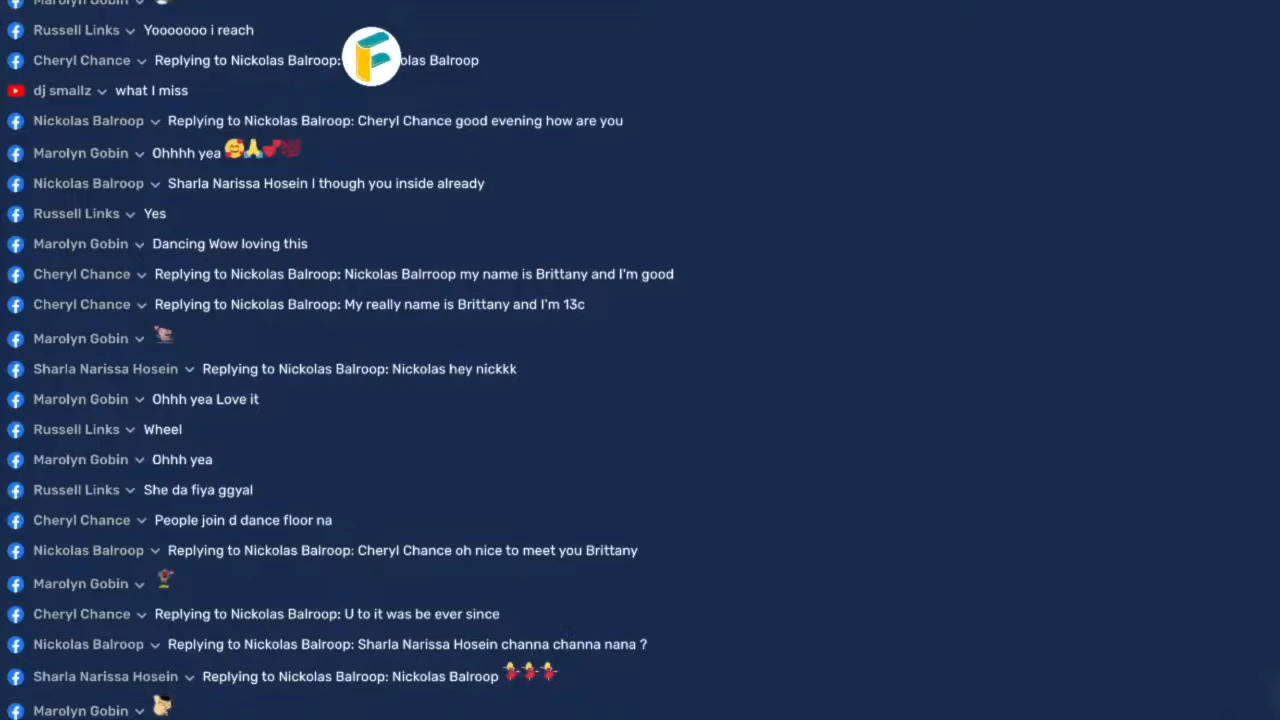 Marolyn Gobin
Russell Links Yooooooo i reach
Cheryl Chance Replying to Nickolas Balroop: olas Balroop
dj smallz what I miss
Nickolas Balroop Replying to Nickolas Balroop: Cheryl Chance good evening how are you
Marolyn Gobin Ohhhh yea 🥰🙏💕💯
Nickolas Balroop Sharla Narissa Hosein I though you inside already
Russell Links Yes
Marolyn Gobin Dancing Wow loving this
Cheryl Chance Replying to Nickolas Balroop: Nickolas Balrroop my name is Brittany and I'm good
Cheryl Chance Replying to Nickolas Balroop: My really name is Brittany and I'm 13c
Marolyn Gobin
Sharla Narissa Hosein Replying to Nickolas Balroop: Nickolas hey nickkk
Marolyn Gobin Ohhh yea Love it
Russell Links Wheel
Marolyn Gobin Ohhh yea
Russell Links She da fiya ggyal
Cheryl Chance People join d dance floor na
Nickolas Balroop Replying to Nickolas Balroop: Cheryl Chance oh nice to meet you Brittany
Marolyn Gobin
Cheryl Chance Replying to Nickolas Balroop: U to it was be ever since
Nickolas Balroop Replying to Nickolas Balroop: Sharla Narissa Hosein channa channa nana ?
Sharla Narissa Hosein Replying to Nickolas Balroop: Nickolas Balroop 💃💃💃
Marolyn Gobin